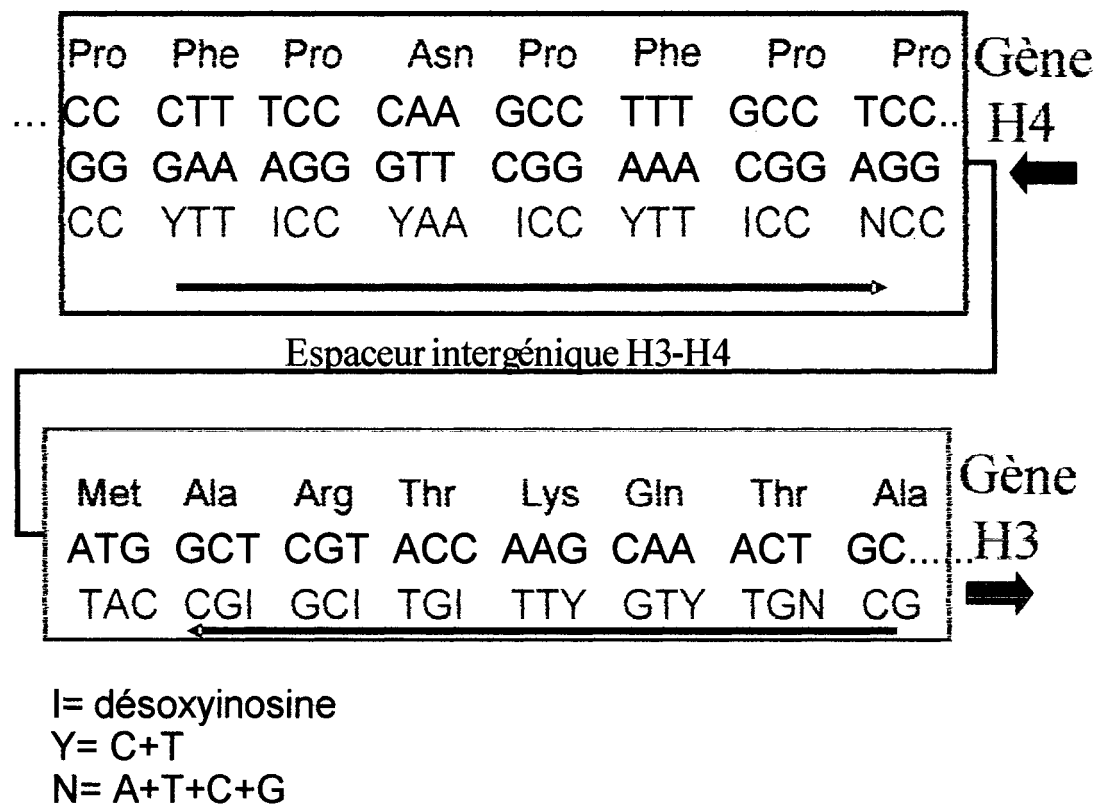 Pro Phe Pro Asn Pro Phe Pro Pro Gène
... CC CTT TCC CAA GCC TTT GCC TCC.. H4
GG GAA AGG GTT CGG AAA CGG AGG
CC YTT ICC YAA ICC YTT ICC NCC
Espaceur intergénique H3-H4
Met Ala Arg Thr Lys Gln Thr Ala Gène
ATG GCT CGT ACC AAG CAA ACT GC...... H3
TAC CGI GCI TGI TTY GTY TGN CG
I= désoxyinosine
Y= C+T
N= A+T+C+G